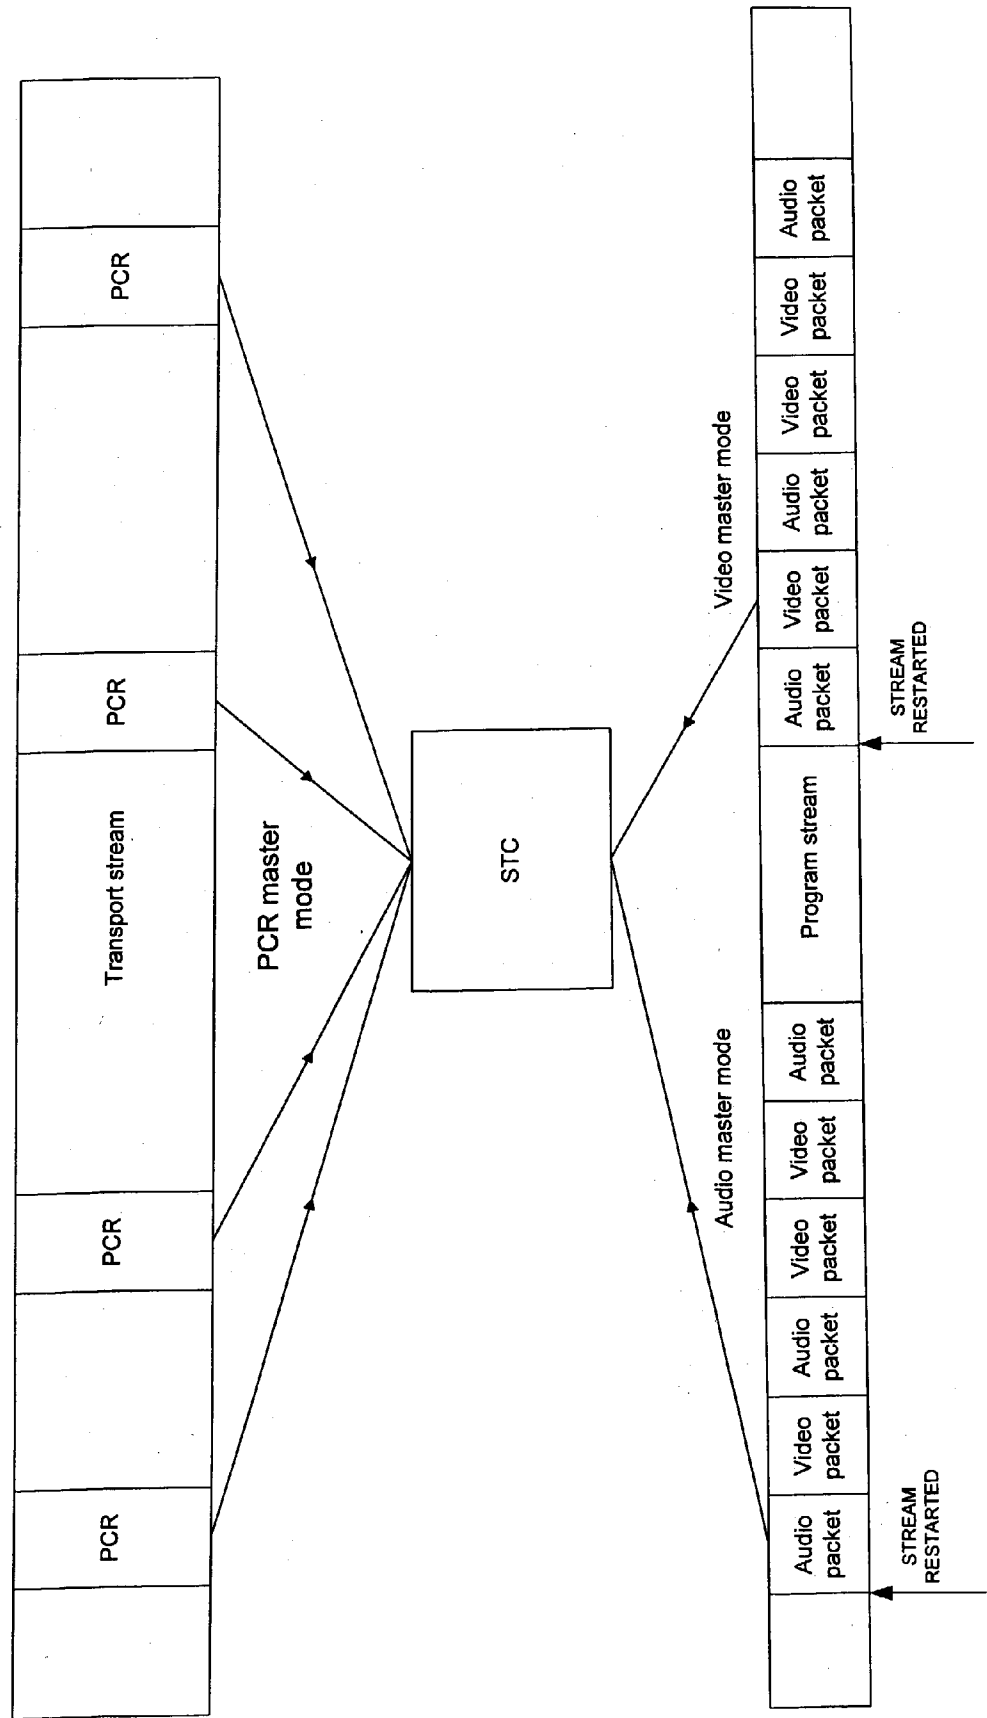 PCR
PCR
Transport stream
PCR
PCR
PCR master
mode
STC
Audio master mode
Video master mode
Audio
packet
Video
packet
Audio
packet
Video
packet
Video
packet
Audio
packet
Program stream
Audio
packet
Video
packet
Audio
packet
Video
packet
Video
packet
Audio
packet
STREAM
RESTARTED
STREAM
RESTARTED